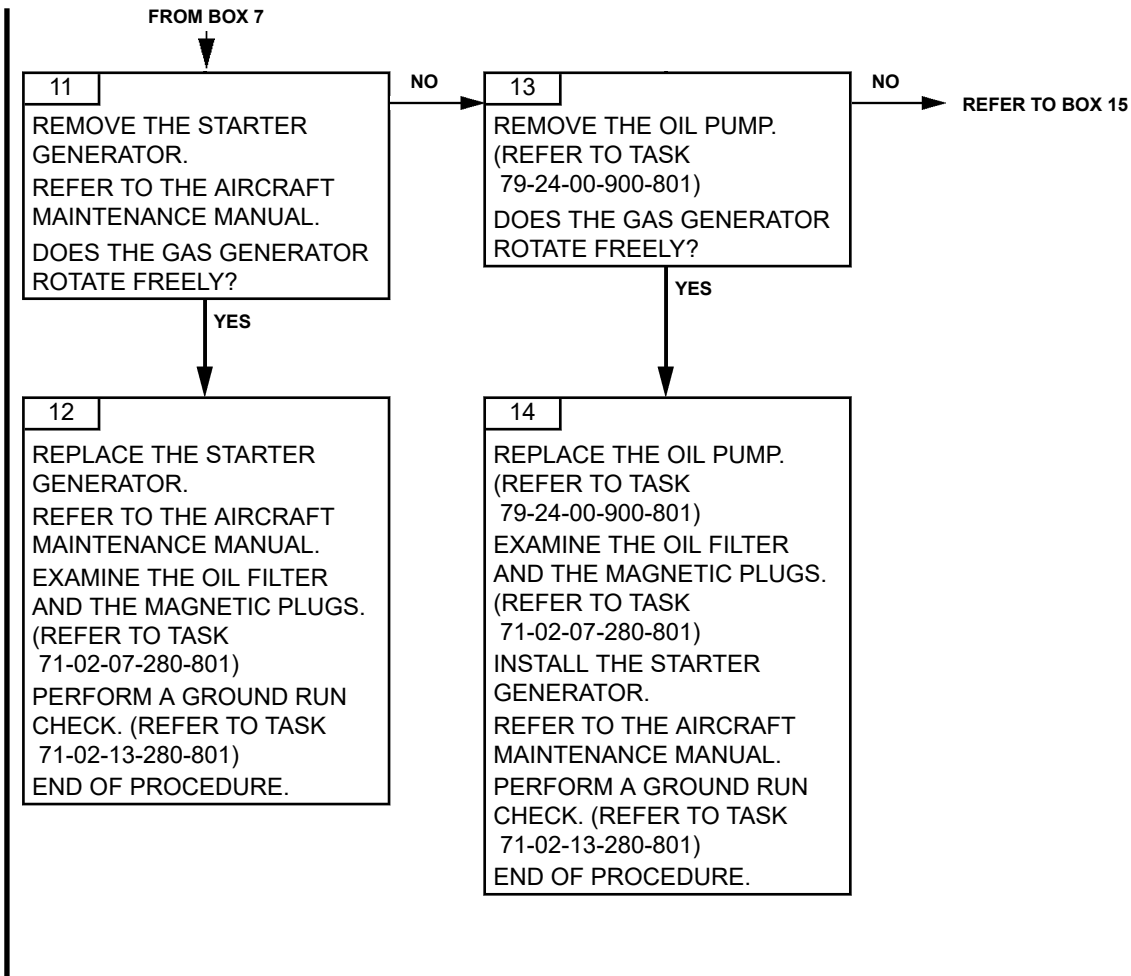 FROM BOX 7
11
REMOVE THE STARTER
GENERATOR.
REFER TO THE AIRCRAFT
MAINTENANCE MANUAL.
DOES THE GAS GENERATOR
ROTATE FREELY?
NO
13
REMOVE THE OIL PUMP.
(REFER TO TASK
79-24-00-900-801)
DOES THE GAS GENERATOR
ROTATE FREELY?
NO
REFER TO BOX 15
YES
YES
12
REPLACE THE STARTER
GENERATOR.
REFER TO THE AIRCRAFT
MAINTENANCE MANUAL.
EXAMINE THE OIL FILTER
AND THE MAGNETIC PLUGS.
(REFER TO TASK
71-02-07-280-801)
PERFORM A GROUND RUN
CHECK. (REFER TO TASK
71-02-13-280-801)
END OF PROCEDURE.
14
REPLACE THE OIL PUMP.
(REFER TO TASK
79-24-00-900-801)
EXAMINE THE OIL FILTER
AND THE MAGNETIC PLUGS.
(REFER TO TASK
71-02-07-280-801)
INSTALL THE STARTER
GENERATOR.
REFER TO THE AIRCRAFT
MAINTENANCE MANUAL.
PERFORM A GROUND RUN
CHECK. (REFER TO TASK
71-02-13-280-801)
END OF PROCEDURE.